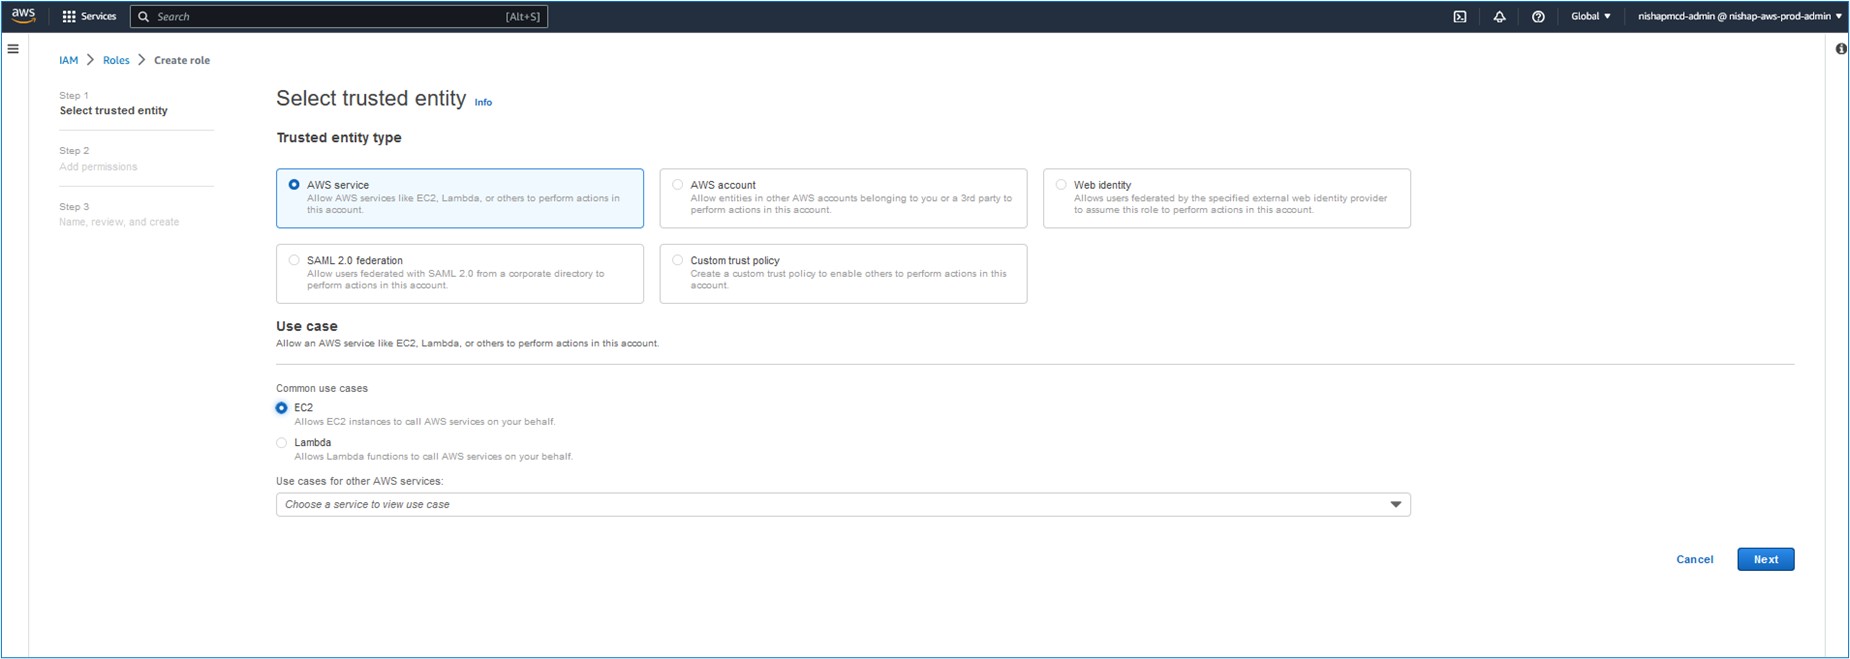 aws
Services
Search
[Alt+S]
Global
nishapmcd-admin @ nishap-aws-prod-admin
IAM
Roles
Create role
Step 1
Select trusted entity
Step 2
Add permissions
Step 3
Name, review, and create
Select trusted entity Info
Trusted entity type
AWS service
Allow AWS services like EC2, Lambda, or others to perform actions in
this account.
AWS account
Allow entities in other AWS accounts belonging to you or a 3rd party to
perform actions in this account.
Web identity
Allows users federated by the specified external web identity provider
to assume this role to perform actions in this account.
SAML 2.0 federation
Allow users federated with SAML 2.0 from a corporate directory to
perform actions in this account.
Custom trust policy
Create a custom trust policy to enable others to perform actions in this
account.
Use case
Allow an AWS service like EC2, Lambda, or others to perform actions in this account.
Common use cases
EC2
Allows EC2 instances to call AWS services on your behalf.
Lambda
Allows Lambda functions to call AWS services on your behalf.
Use cases for other AWS services:
Choose a service to view use case
Cancel
Next